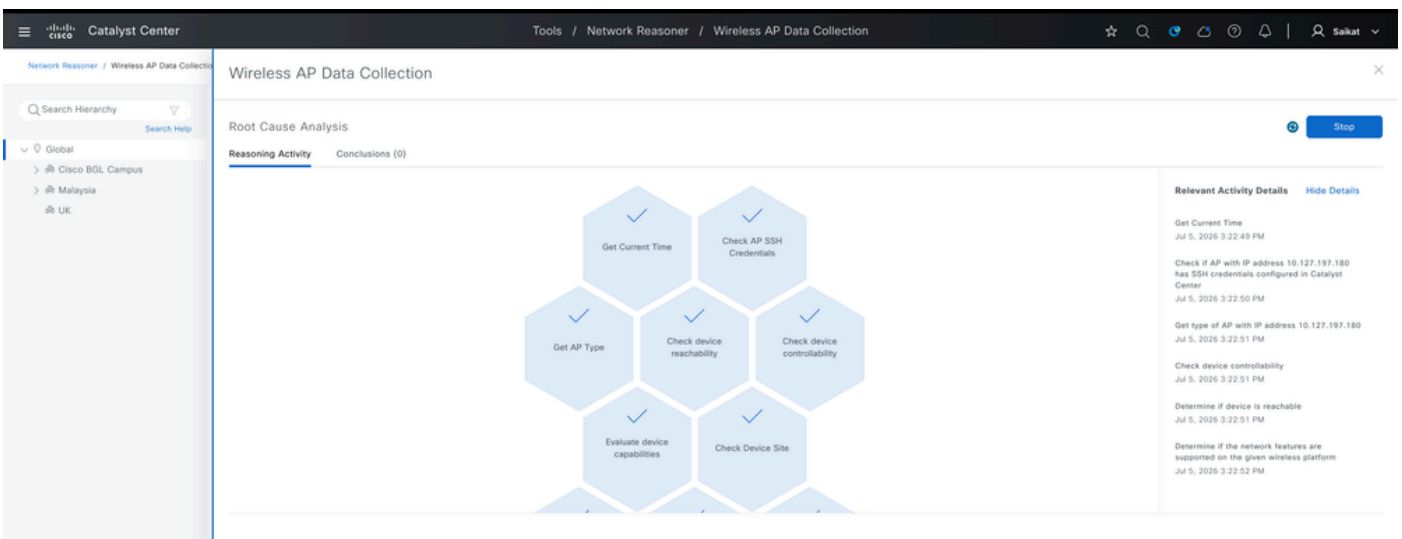 cisco
Catalyst Center
Tools / Network Reasoner / Wireless AP Data Collection
Saikat
Network Reasoner / Wireless AP Data Collectio
Wireless AP Data Collection
Search Hierarchy
Search Help
Global
Cisco BGL Campus
Malaysia
UK
Root Cause Analysis
Stop
Reasoning Activity
Conclusions (0)
Get Current Time
Check AP SSH
Credentials
Get AP Type
Check device
reachability
Check device
controllability
Evaluate device
capabilities
Check Device Site
Relevant Activity Details
Hide Details
Get Current Time
Jul 5, 2026 3:22:49 PM
Check if AP with IP address 10.127.197.180
has SSH credentials configured in Catalyst
Center
Jul 5, 2026 3:22:50 PM
Get type of AP with IP address 10.127.197.180
Jul 5, 2026 3:22:51 PM
Check device controllability
Jul 5, 2026 3:22:51 PM
Determine if device is reachable
Jul 5, 2026 3:22:51 PM
Determine if the network features are
supported on the given wireless platform
Jul 5, 2026 3:22:52 PM